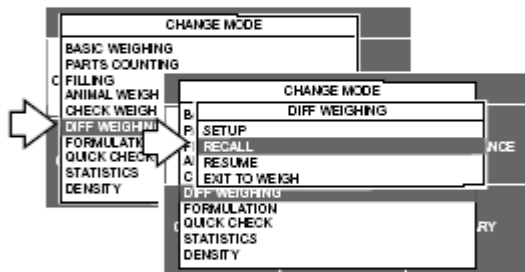 CHANGE MODE
BASIC WEIGHING
PARTS COUNTING
FILLING
ANIMAL WEIGH
CHECK WEIGH
DIFF WEIGHIN
FORMULATI
QUICK CHECK
STATISTICS
DENSITY
CHANGE MODE
DIFF WEIGHING
SETUP
RECALL
RESUME
EXIT TO WEIGH
DIFF WEIGHING
FORMULATION
QUICK CHECK
STATISTICS
DENSITY
NCE
RY